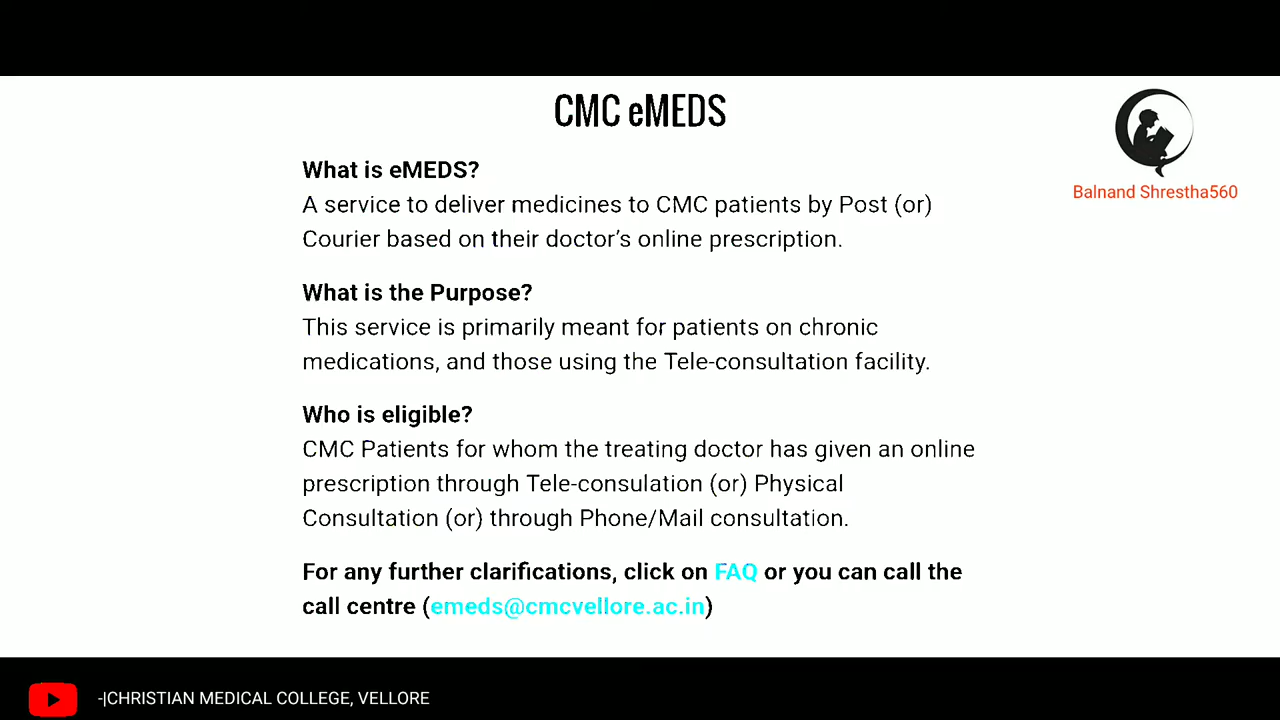 CMC eMEDS
Balnand Shrestha560
What is eMEDS?
A service to deliver medicines to CMC patients by Post (or)
Courier based on their doctor’s online prescription.
What is the Purpose?
This service is primarily meant for patients on chronic
medications, and those using the Tele-consultation facility.
Who is eligible?
CMC Patients for whom the treating doctor has given an online
prescription through Tele-consulation (or) Physical
Consultation (or) through Phone/Mail consultation.
For any further clarifications, click on FAQ or you can call the
call centre (emeds@cmcvellore.ac.in)
-|CHRISTIAN MEDICAL COLLEGE, VELLORE